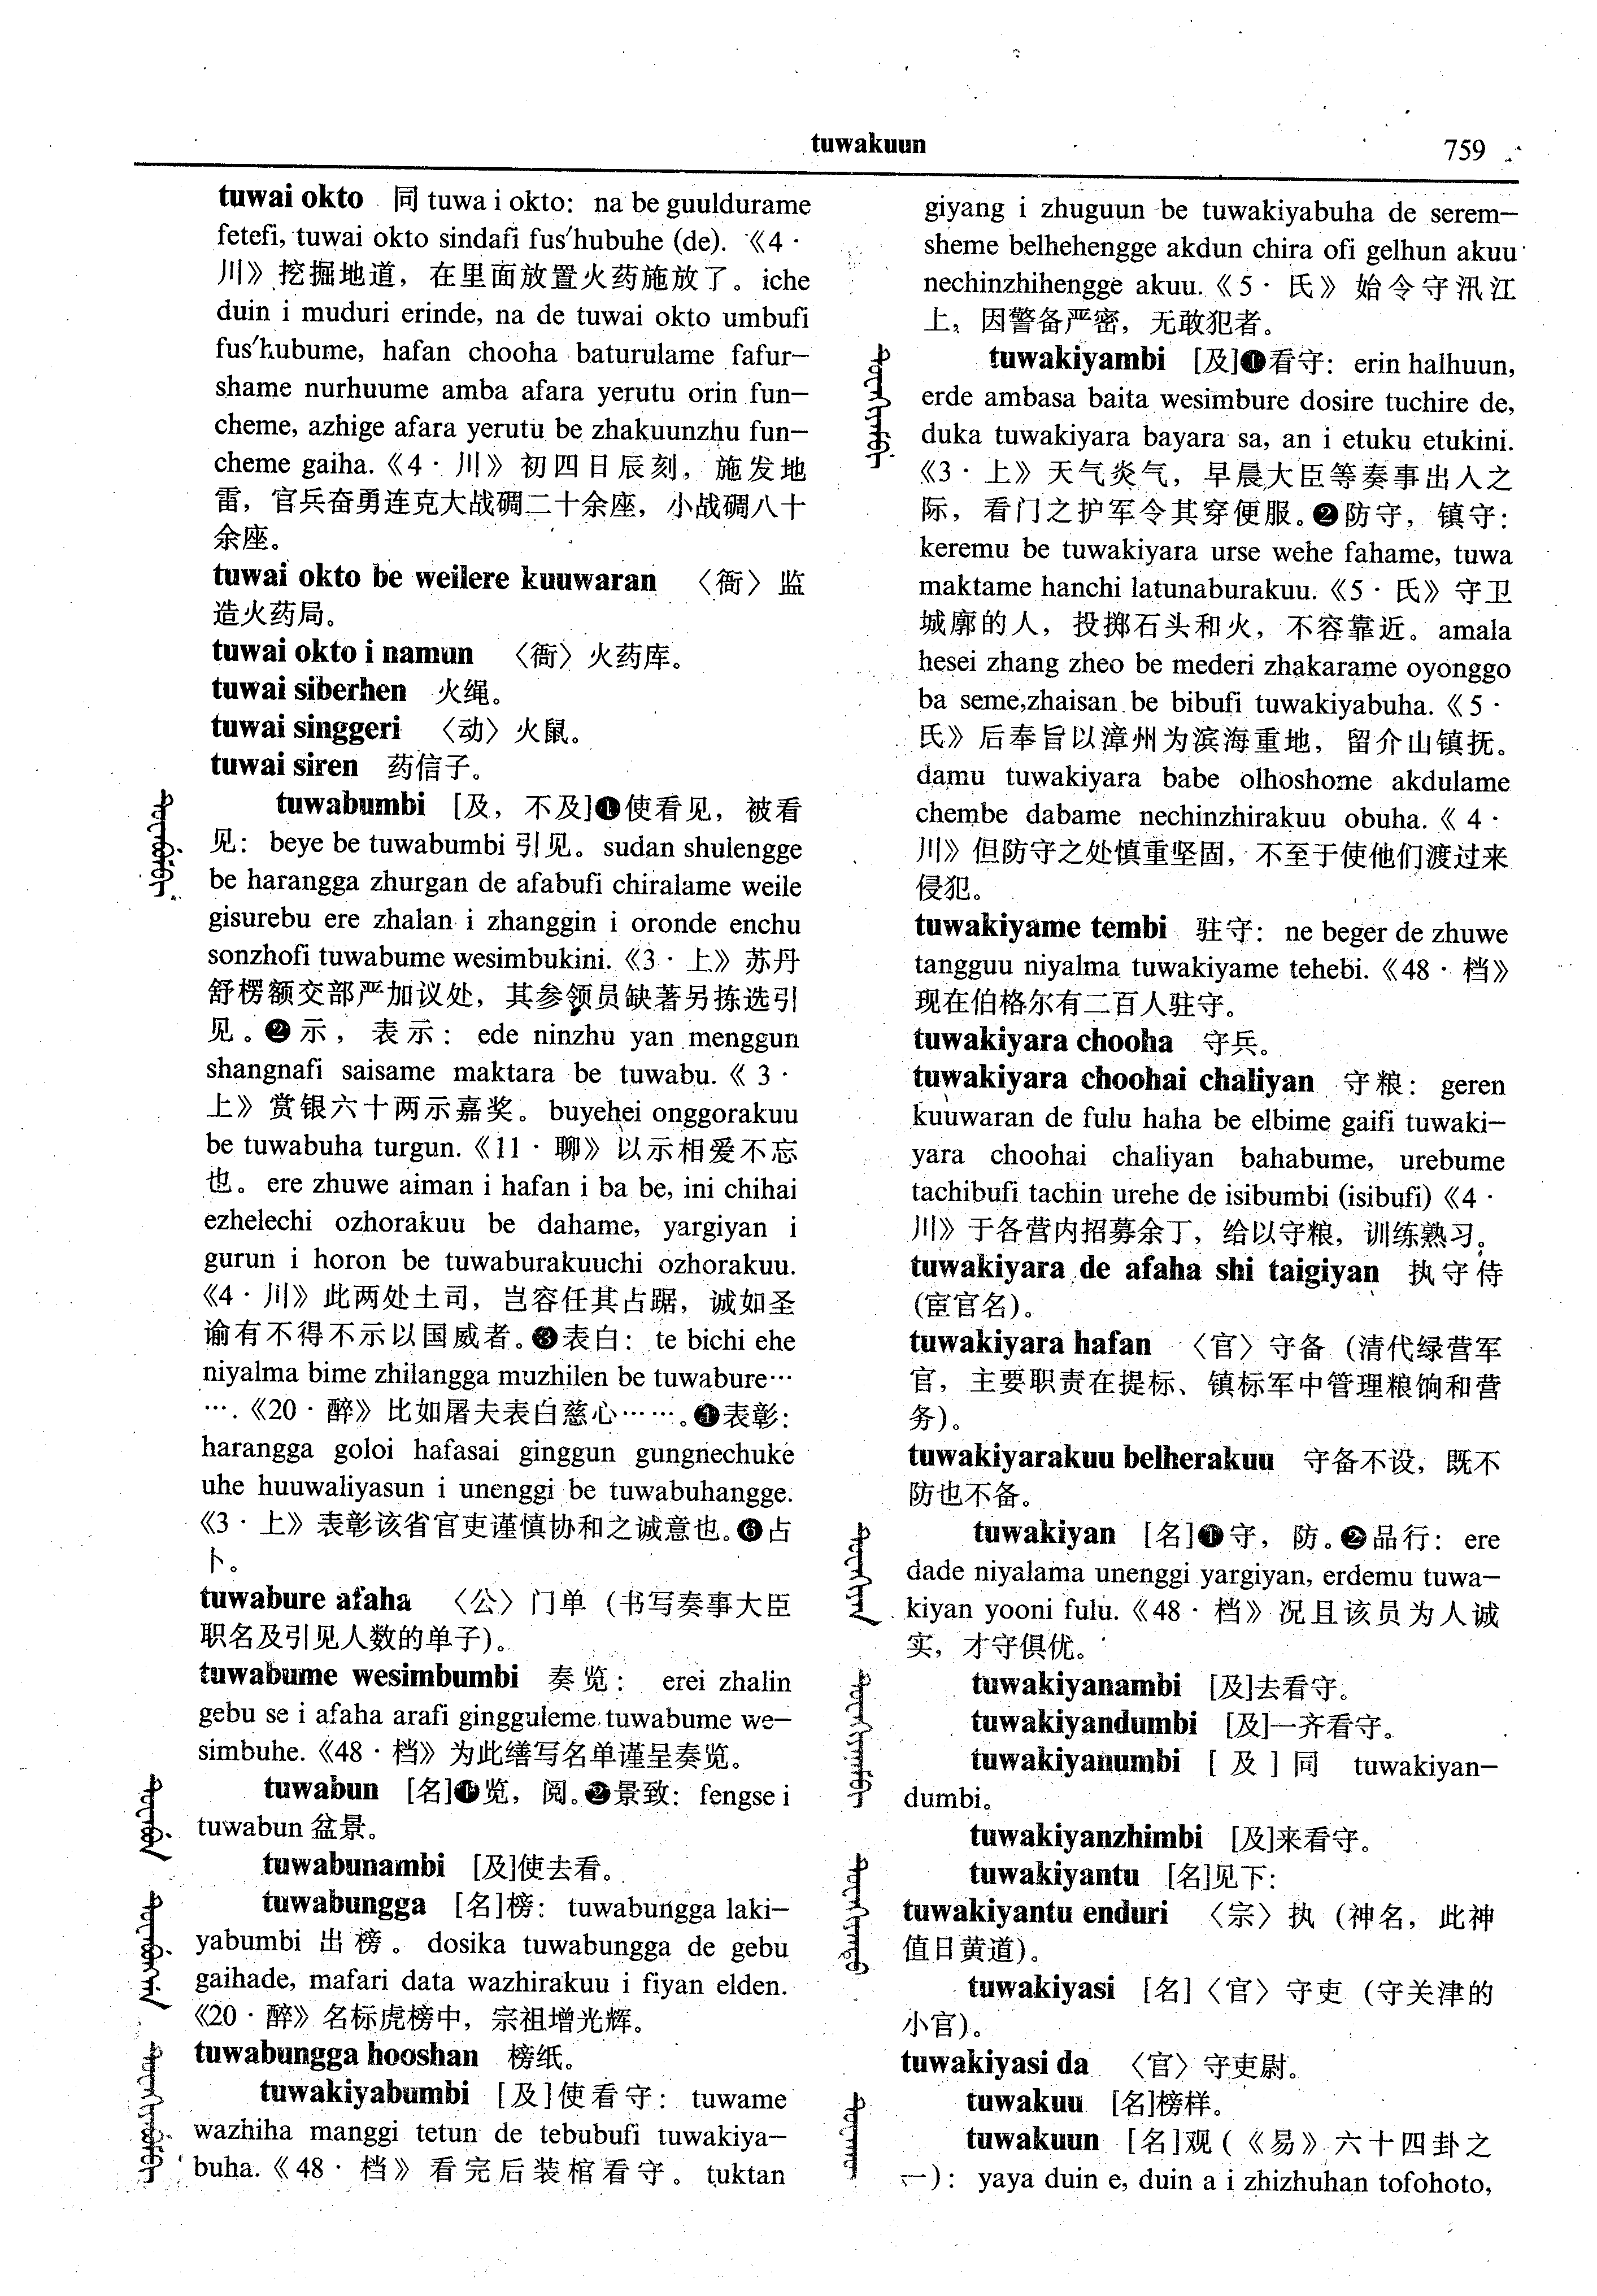 tuwakuun
759
tuwai okto 同 tuwa i okto: na be guuldurame
fetefi, tuwai okto sindafi fus'hubuhe (de). 《4·
川》挖掘地道，在里面放置火药施放了。iche
duin i muduri erinde, na de tuwai okto umbufi
fus'hubume, hafan chooha baturulame fafur—
shame nurhuume amba afara yerutu orin fun—
cheme, azhige afara yerutu be zhakuunzhu fun—
cheme gaiha.《4·川》初四日辰刻，施发地
雷，官兵奋勇连克大战碉二十余座，小战碉八十
余座。
tuwai okto be weilere kuuwaran 〈衙〉监
造火药局。
tuwai okto i namun 〈衙〉火药库。
tuwai siberhen 火绳。
tuwai singgeri 〈动〉火鼠。
tuwai siren 药信子。
tuwabumbi [及，不及]❶使看见，被看
见：beye be tuwabumbi 引见。sudan shulengge
be harangga zhurgan de afabufi chiralame weile
gisurebu ere zhalan i zhanggin i oronde enchu
sonzhofi tuwabume wesimbukini.《3·上》苏丹
舒楞额交部严加议处，其参领员缺著另拣选引
见。❷示，表示：ede ninzhu yan menggun
shangnafi saisame maktara be tuwabu.《3·
上》赏银六十两示嘉奖。buyehei onggorakuu
be tuwabuha turgun.《11·聊》以示相爱不忘
也。ere zhuwe aiman i hafan i ba be, ini chihai
ezhelechi ozhorakuu be dahame, yargiyan i
gurun i horon be tuwaburakuuchi ozhorakuu.
《4·川》此两处土司，岂容任其占踞，诚如圣
谕有不得不示以国威者。❸表白：te bichi ehe
niyalma bime zhilangga muzhilen be tuwabure…
….《20·醉》比如屠夫表白慈心……。❹表彰：
harangga goloi hafasai ginggun gungnechuke
uhe huuwaliyasun i unenggi be tuwabuhangge.
《3·上》表彰该省官吏谨慎协和之诚意也。❻占
卜。
tuwabure afaha 〈公〉门单（书写奏事大臣
职名及引见人数的单子）。
tuwabume wesimbumbi 奏览：erei zhalin
gebu se i afaha arafi gingguleme tuwabume we—
simbuhe.《48·档》为此缮写名单谨呈奏览。
tuwabun [名]❶览，阅。❷景致：fengse i
tuwabun 盆景。
tuwabunambi [及]使去看。
tuwabungga [名]榜：tuwabungga laki—
yabumbi 出榜。dosika tuwabungga de gebu
gaihade, mafari data wazhirakuu i fiyan elden.
《20·醉》名标虎榜中，宗祖增光辉。
tuwabungga hooshan 榜纸。
tuwakiyabumbi [及]使看守：tuwame
wazhiha manggi tetun de tebubufi tuwakiya—
buha.《48·档》看完后装棺看守。tuktan
giyang i zhuguun be tuwakiyabuha de serem—
sheme belhehengge akdun chira ofi gelhun akuu
nechinzhihengge akuu.《5·氏》始令守汛江
上，因警备严密，无敢犯者。
tuwakiyambi [及]❶看守：erin halhuun,
erde ambasa baita wesimbure dosire tuchire de,
duka tuwakiyara bayara sa, an i etuku etukini.
《3·上》天气炎气，早晨大臣等奏事出人之
际，看门之护军令其穿便服。❷防守，镇守：
keremu be tuwakiyara urse wehe fahame, tuwa
maktame hanchi latunaburakuu.《5·氏》守卫
城廓的人，投掷石头和火，不容靠近。amala
hesei zhang zheo be mederi zhakarame oyonggo
ba seme,zhaisan be bibufi tuwakiyabuha.《5·
氏》后奉旨以漳州为滨海重地，留介山镇抚。
damu tuwakiyara babe olhoshome akdulame
chembe dabame nechinzhirakuu obuha.《4·
川》但防守之处慎重坚固，不至于使他们渡过来
侵犯。
tuwakiyame tembi 驻守：ne beger de zhuwe
tangguu niyalma tuwakiyame tehebi.《48·档》
现在伯格尔有二百人驻守。
tuwakiyara chooha 守兵。
tuwakiyara choohai chaliyan 守粮：geren
kuuwaran de fulu haha be elbime gaifi tuwaki—
yara choohai chaliyan bahabume, urebume
tachibufi tachin urehe de isibumbi (isibufi)《4·
川》于各营内招募余丁，给以守粮，训练熟习。
tuwakiyara de afaha shi taigiyan 执守侍
（宦官名）。
tuwakiyara hafan 〈官〉守备（清代绿营军
官，主要职责在提标、镇标军中管理粮饷和营
务）。
tuwakiyarakuu belherakuu 守备不设，既不
防也不备。
tuwakiyan [名]❶守，防。❷品行：ere
dade niyalama unenggi yargiyan, erdemu tuwa—
kiyan yooni fulu.《48·档》况且该员为人诚
实，才守俱优。
tuwakiyanambi [及]去看守。
tuwakiyandumbi [及]一齐看守。
tuwakiyanumbi [及]同 tuwakiyan—
dumbi。
tuwakiyanzhimbi [及]来看守。
tuwakiyantu [名]见下：
tuwakiyantu enduri 〈宗〉执（神名，此神
值日黄道）。
tuwakiyasi [名]〈官〉守吏（守关津的
小官）。
tuwakiyasi da 〈官〉守吏尉。
tuwakuu [名]榜样。
tuwakuun [名]观（《易》六十四卦之
一）：yaya duin e, duin a i zhizhuhan tofohoto,